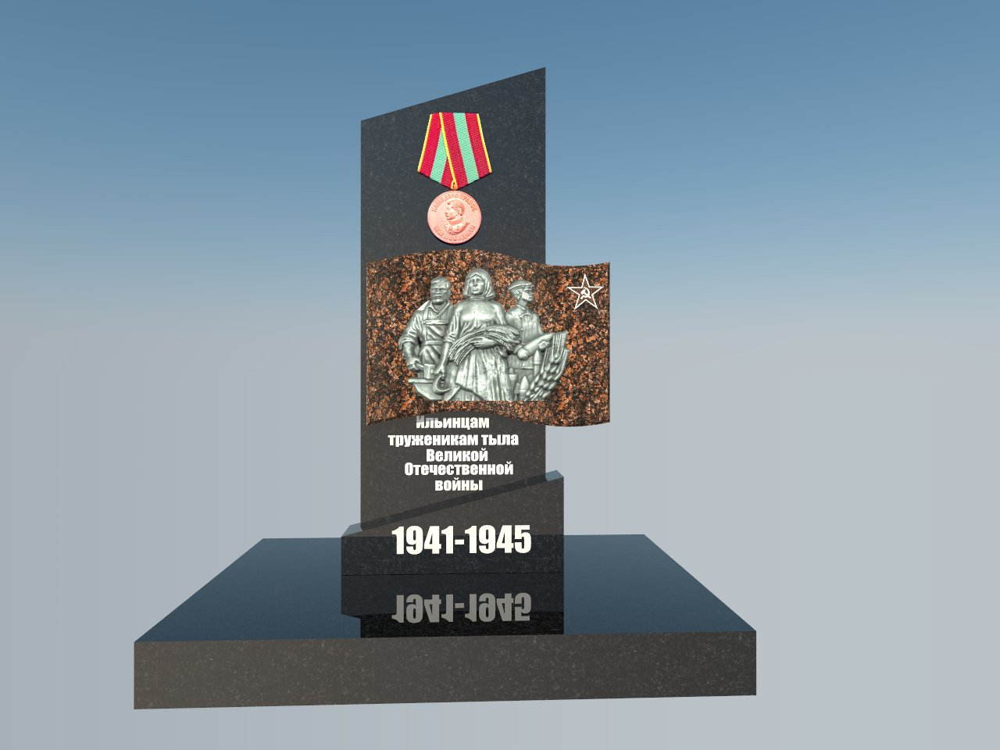 Ильинцам
труженикам тыла
Великой
Отечественной
войны
1941-1945